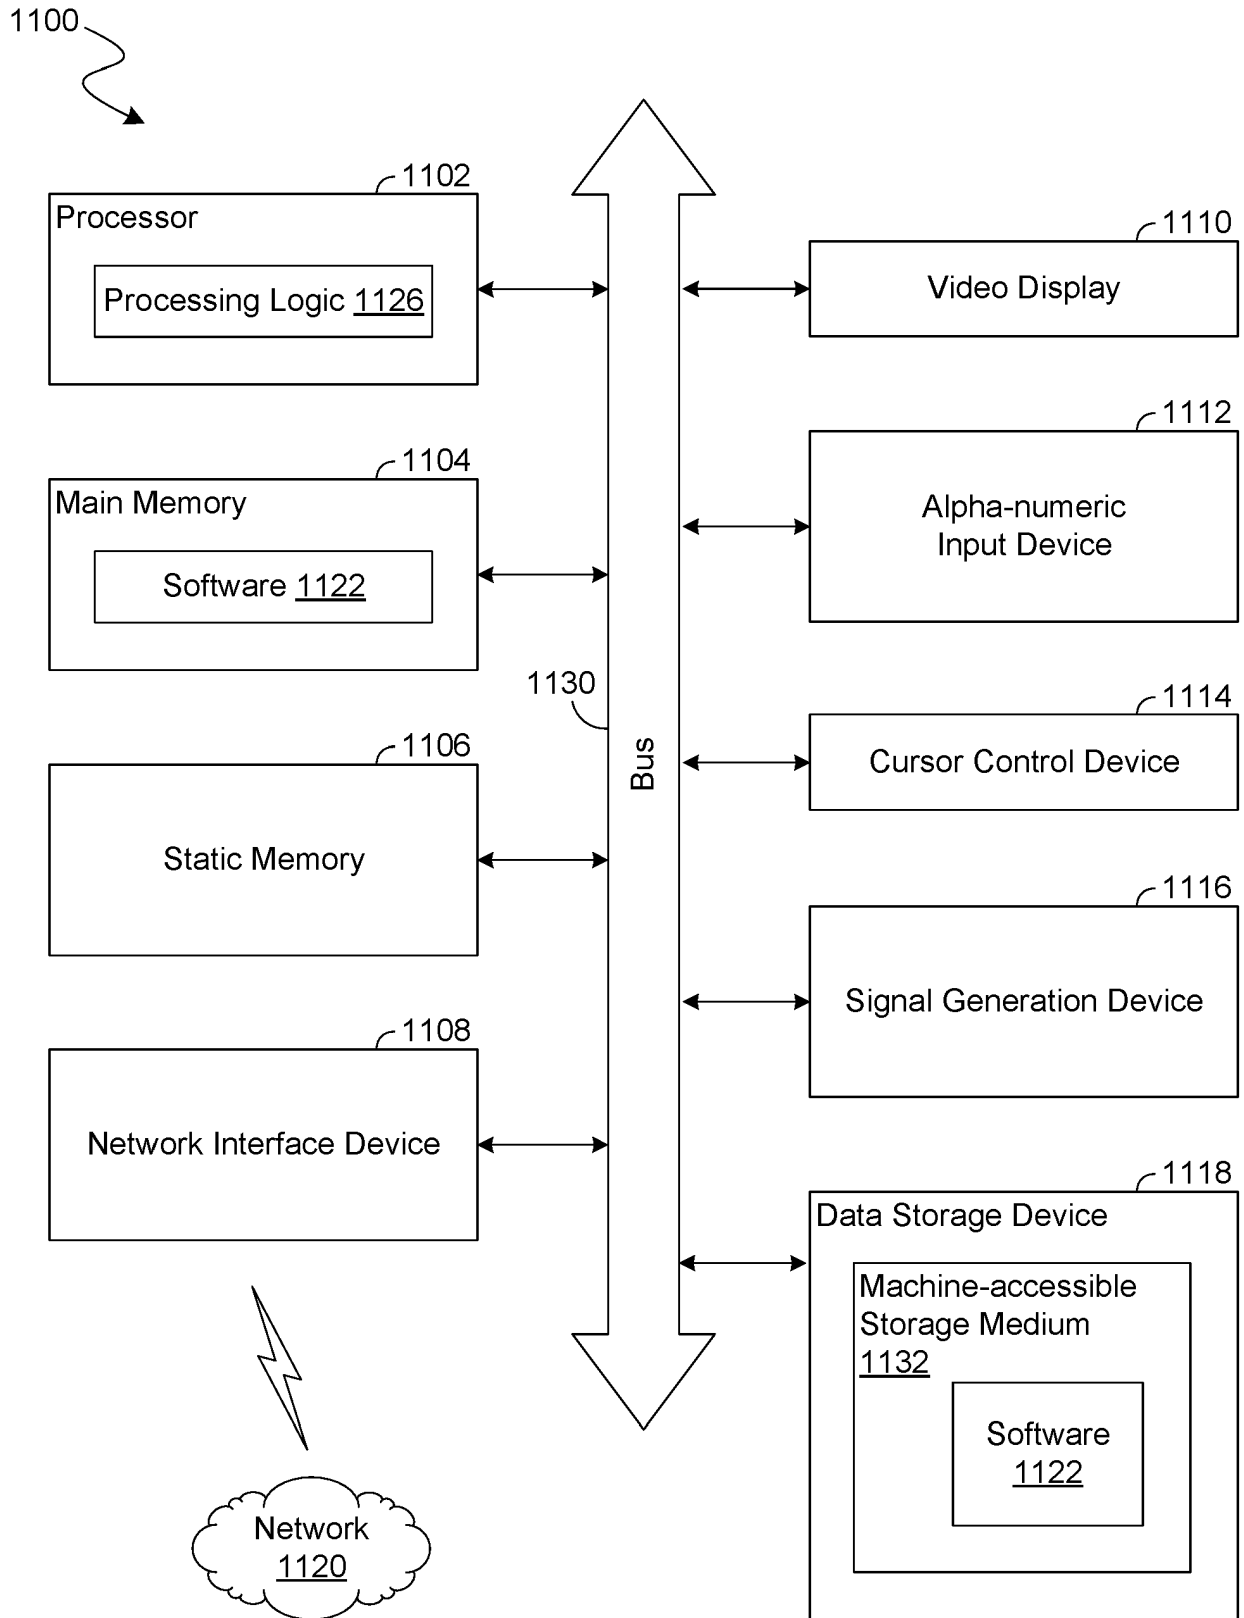 1100
1102
Processor
Processing Logic 1126
1104
Main Memory
Software 1122
1106
Static Memory
1108
Network Interface Device
Network
1120
1130
Bus
1110
Video Display
1112
Alpha-numeric
Input Device
1114
Cursor Control Device
1116
Signal Generation Device
1118
Data Storage Device
Machine-accessible
Storage Medium
1132
Software
1122